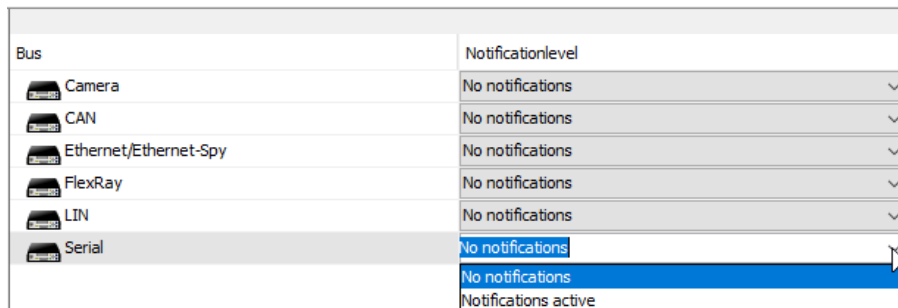 Bus Notificationlevel
Camera No notifications
CAN No notifications
Ethernet/Ethernet-Spy No notifications
FlexRay No notifications
LIN No notifications
Serial No notifications
No notifications
Notifications active